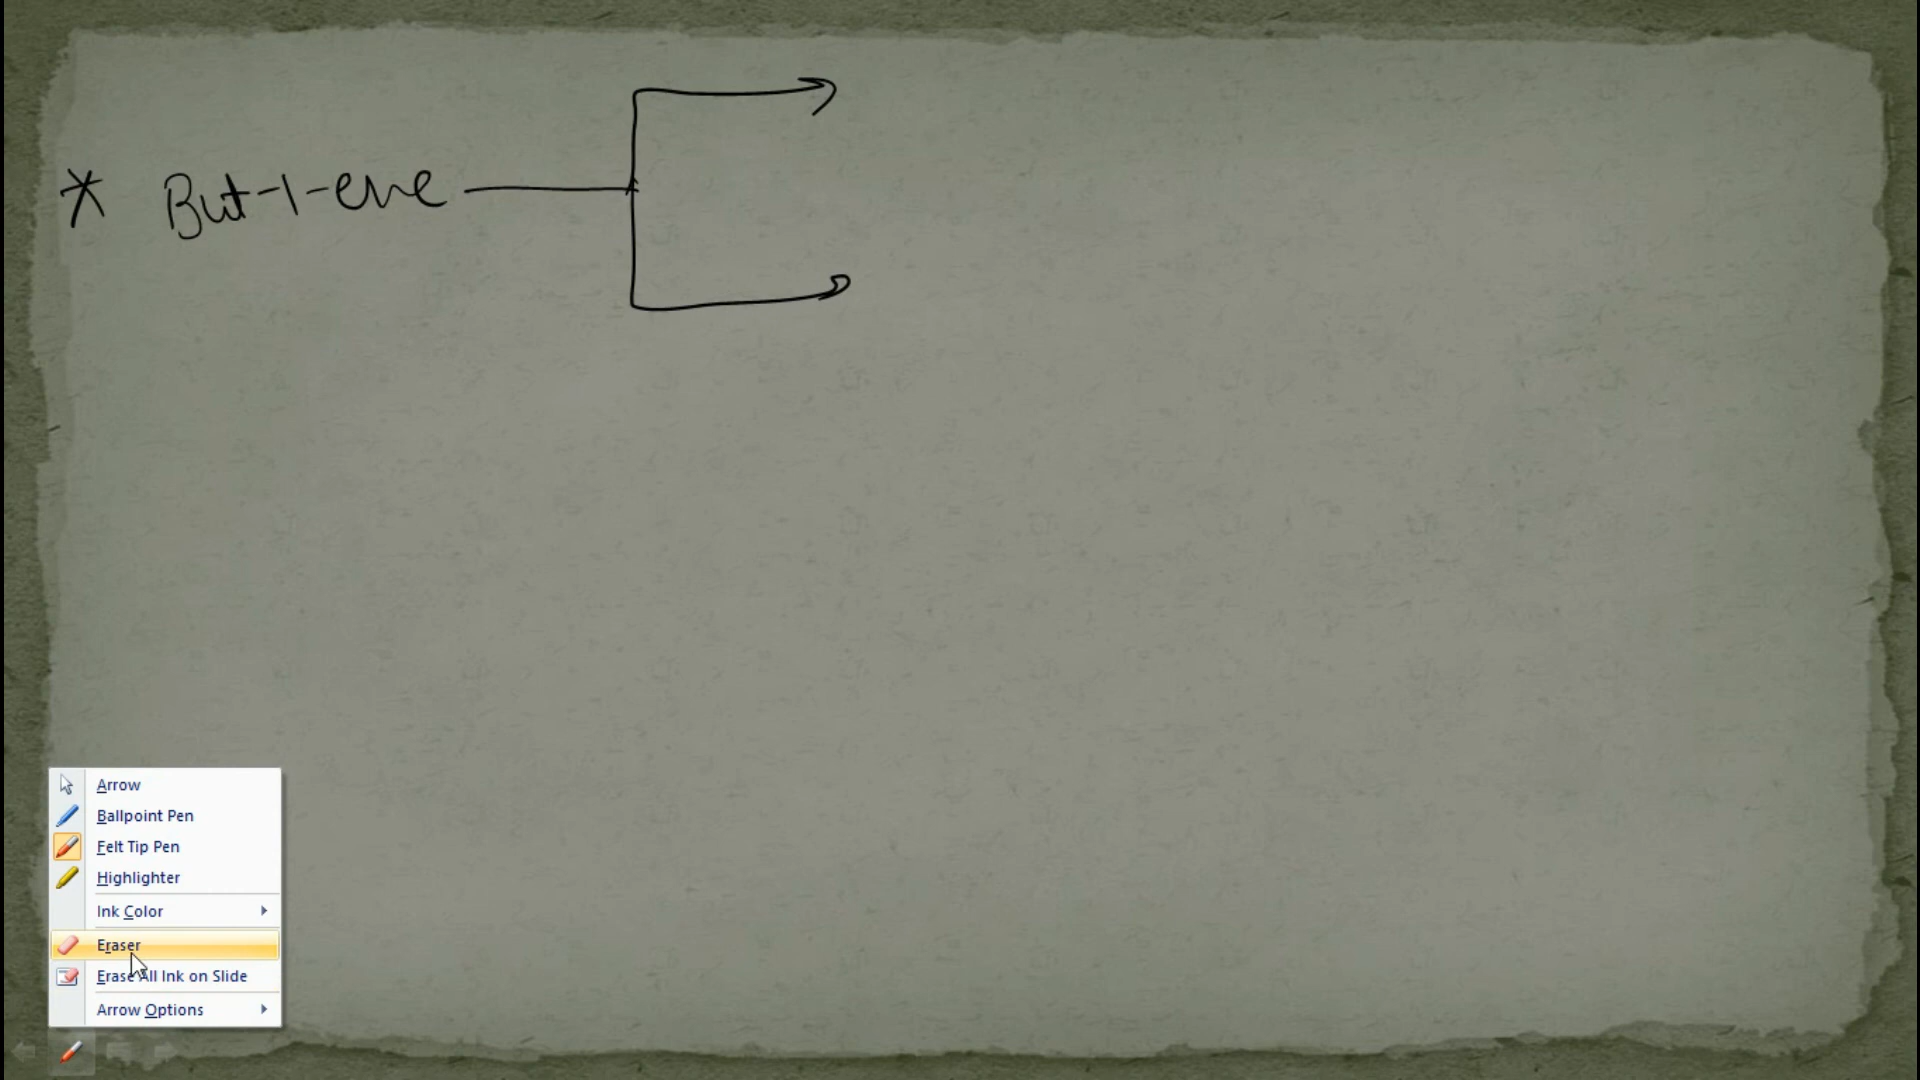 * But-1-ene
Arrow
Ballpoint Pen
Felt Tip Pen
Highlighter
Ink Color
Eraser
Erase All Ink on Slide
Arrow Options